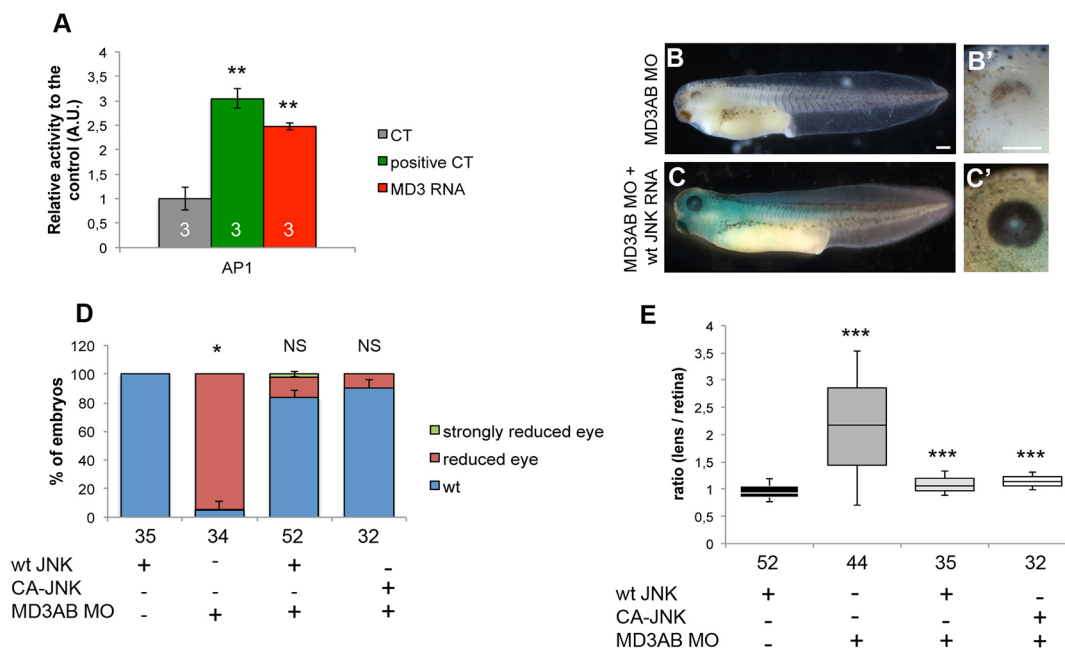 A
Relative activity to the
control (A.U.)
4
3,5
3
2,5
2
1,5
1
0,5
0
**
**
3 3 3
AP1
CT
positive CT
MD3 RNA
MD3AB MO
B
B'
MD3AB MO +
wt JNK RNA
C
C'
D
% of embryos
120
100
80
60
40
20
0
* NS NS
strongly reduced eye
reduced eye
wt
35 34 52 32
wt JNK + - + -
CA-JNK - - - +
MD3AB MO - + + +
E
ratio (lens / retina)
4
3,5
3
2,5
2
1,5
1
0,5
0
***
*** ***
52 44 35 32
wt JNK + - + -
CA-JNK - - - +
MD3AB MO - + + +